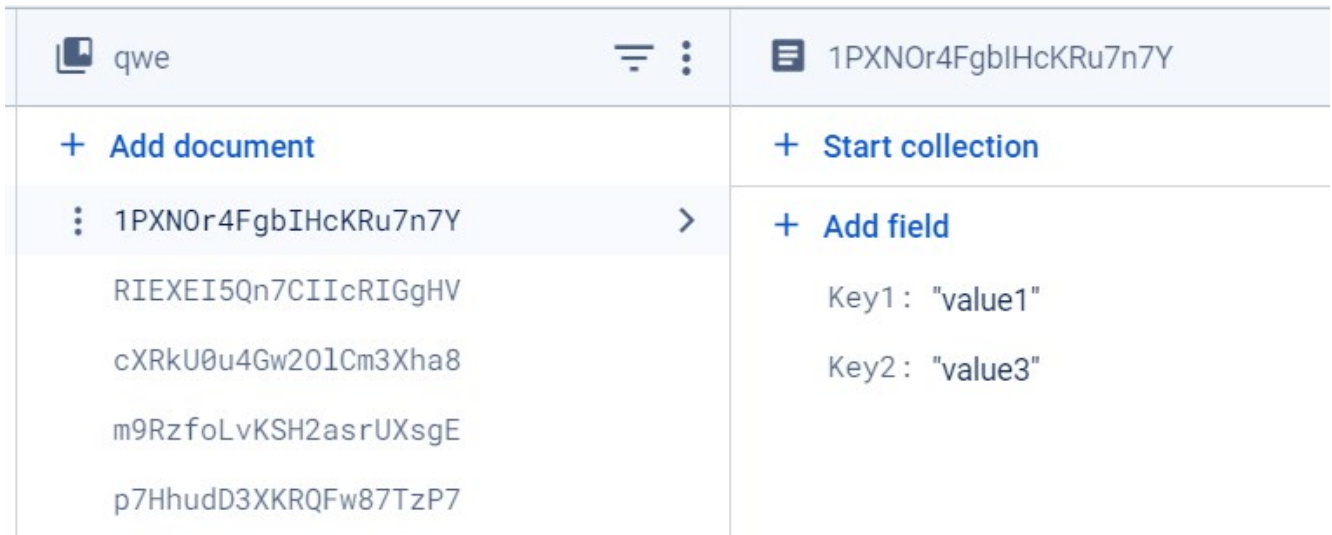 qwe
+ Add document
1PXNOr4FgbIHcKRu7n7Y
RIEXEI5Qn7CIIcRIGgHV
cXRkU0u4Gw2OlCm3Xha8
m9RzfoLvKSH2asrUXsgE
p7HhudD3XKRQFw87TzP7
1PXNOr4FgbIHcKRu7n7Y
+ Start collection
+ Add field
Key1: "value1"
Key2: "value3"